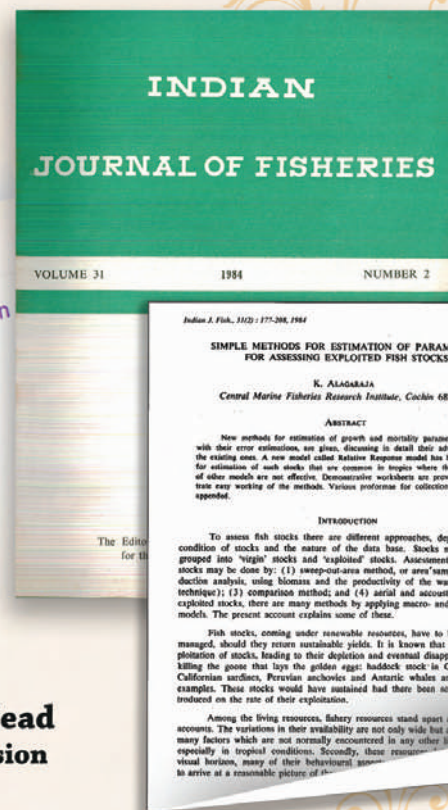 INDIAN
JOURNAL OF FISHERIES
VOLUME 31 1984 NUMBER 2
The Edito
for th
Indian J. Fish., 31(2) : 177-208, 1984
SIMPLE METHODS FOR ESTIMATION OF PARAM
FOR ASSESSING EXPLOITED FISH STOCKS
K. ALAGARAJA
Central Marine Fisheries Research Institute, Cochin 68
ABSTRACT
New methods for estimation of growth and mortality parame
with their error estimations, are given, discussing in detail their ad
the existing ones. A new model called Relative Response model has
for estimation of such stocks that are common in tropics where th
of other models are not effective. Demonstrative worksheets are prov
trate easy working of the methods. Various proformae for collection
appended.
INTRODUCTION
To assess fish stocks there are different approaches, dep
condition of stocks and the nature of the data base. Stocks m
grouped into 'virgin' stocks and 'exploited' stocks. Assessment
stocks may be done by: (1) sweep-out-area method, or area sam
duction analysis, using biomass and the productivity of the wa
technique); (3) comparison method; and (4) aerial and acoust
exploited stocks, there are many methods by applying macro- and
models. The present account explains some of these.
Fish stocks, coming under renewable resources, have to
managed, should they return sustainable yields. It is known that
ploitation of stocks, leading to their depletion and eventual disapp
killing the goose that lays the golden eggs: haddock stock in
Californian sardines, Peruvian anchovies and Antartic whales a
examples. These stocks would have sustained had there been so
troduced on the rate of their exploitation.
Among the living resources, fishery resources stand apart
accounts. The variations in their availability are not only wide but
many factors which are not normally encountered in any other l
especially in tropical conditions. Secondly, these resources
visual horizon, many of their behavioural
to arrive at a reasonable picture of
ead
sion